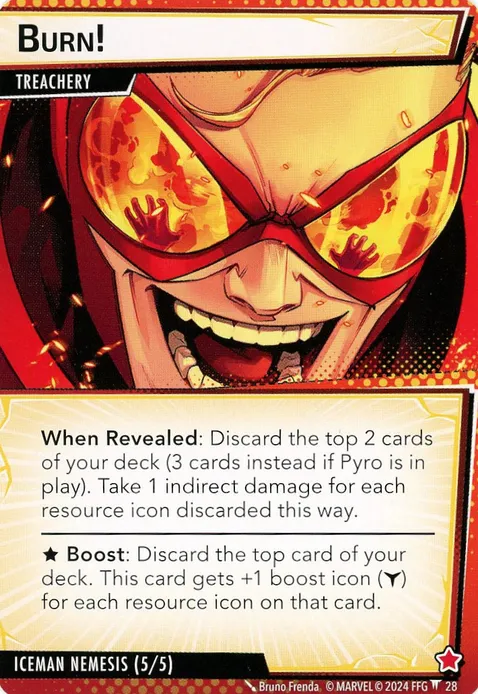 BURN!
TREACHERY
When Revealed: Discard the top 2 cards
of your deck (3 cards instead if Pyro is in
play). Take 1 indirect damage for each
resource icon discarded this way.
★ Boost: Discard the top card of your
deck. This card gets +1 boost icon ( )
for each resource icon on that card.
ICEMAN NEMESIS (5/5)
Bruno Frenda. © MARVEL © 2024 FFG 28